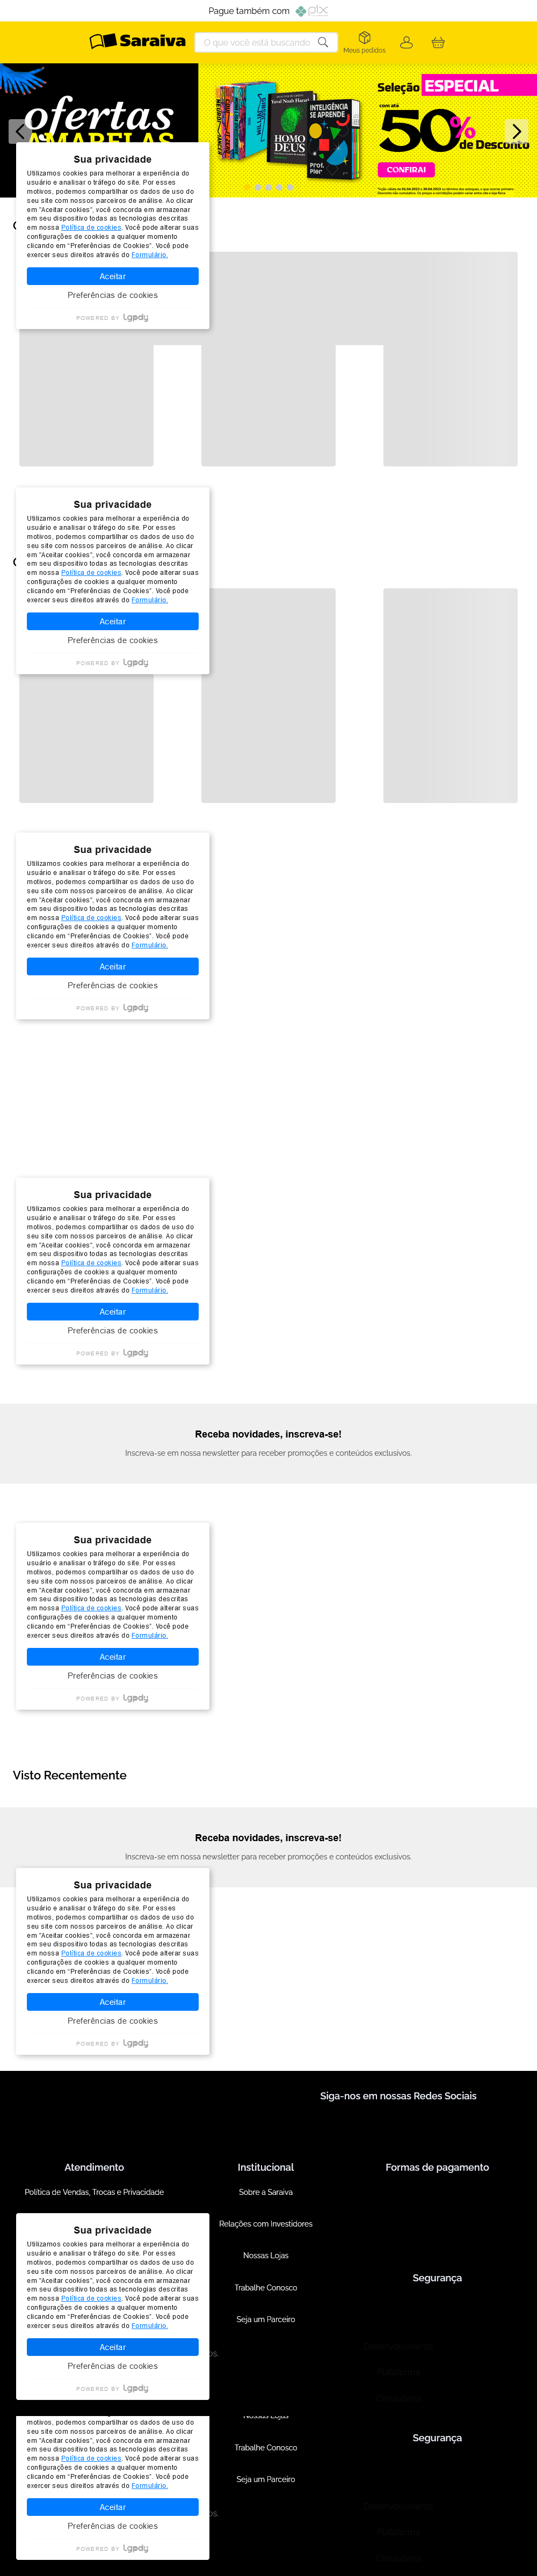 Pague também com pix
Saraiva
O que você está buscando
Meus pedidos
ofertas
AMARELAS
Seleção ESPECIAL
com até
50%
de Desconto
CONFIRA!
Yuval Noah Harari
HOMO
DEUS
INTELIGÊNCIA
SE APRENDE
Prof.
Pier
Sua privacidade
Utilizamos cookies para melhorar a experiência do
usuário e analisar o tráfego do site. Por esses
motivos, podemos compartilhar os dados de uso do
seu site com nossos parceiros de análise. Ao clicar
em "Aceitar cookies", você concorda em armazenar
em seu dispositivo todas as tecnologias descritas
em nossa Política de cookies. Você pode alterar suas
configurações de cookies a qualquer momento
clicando em "Preferências de Cookies". Você pode
exercer seus direitos através do Formulário.
Aceitar
Preferências de cookies
POWERED BY lgpdy
Sua privacidade
Utilizamos cookies para melhorar a experiência do
usuário e analisar o tráfego do site. Por esses
motivos, podemos compartilhar os dados de uso do
seu site com nossos parceiros de análise. Ao clicar
em "Aceitar cookies", você concorda em armazenar
em seu dispositivo todas as tecnologias descritas
em nossa Política de cookies. Você pode alterar suas
configurações de cookies a qualquer momento
clicando em "Preferências de Cookies". Você pode
exercer seus direitos através do Formulário.
Aceitar
Preferências de cookies
POWERED BY lgpdy
Sua privacidade
Utilizamos cookies para melhorar a experiência do
usuário e analisar o tráfego do site. Por esses
motivos, podemos compartilhar os dados de uso do
seu site com nossos parceiros de análise. Ao clicar
em "Aceitar cookies", você concorda em armazenar
em seu dispositivo todas as tecnologias descritas
em nossa Política de cookies. Você pode alterar suas
configurações de cookies a qualquer momento
clicando em "Preferências de Cookies". Você pode
exercer seus direitos através do Formulário.
Aceitar
Preferências de cookies
POWERED BY lgpdy
Sua privacidade
Utilizamos cookies para melhorar a experiência do
usuário e analisar o tráfego do site. Por esses
motivos, podemos compartilhar os dados de uso do
seu site com nossos parceiros de análise. Ao clicar
em "Aceitar cookies", você concorda em armazenar
em seu dispositivo todas as tecnologias descritas
em nossa Política de cookies. Você pode alterar suas
configurações de cookies a qualquer momento
clicando em "Preferências de Cookies". Você pode
exercer seus direitos através do Formulário.
Aceitar
Preferências de cookies
POWERED BY lgpdy
Receba novidades, inscreva-se!
Inscreva-se em nossa newsletter para receber promoções e conteúdos exclusivos.
Sua privacidade
Utilizamos cookies para melhorar a experiência do
usuário e analisar o tráfego do site. Por esses
motivos, podemos compartilhar os dados de uso do
seu site com nossos parceiros de análise. Ao clicar
em "Aceitar cookies", você concorda em armazenar
em seu dispositivo todas as tecnologias descritas
em nossa Política de cookies. Você pode alterar suas
configurações de cookies a qualquer momento
clicando em "Preferências de Cookies". Você pode
exercer seus direitos através do Formulário.
Aceitar
Preferências de cookies
POWERED BY lgpdy
Visto Recentemente
Receba novidades, inscreva-se!
Inscreva-se em nossa newsletter para receber promoções e conteúdos exclusivos.
Sua privacidade
Utilizamos cookies para melhorar a experiência do
usuário e analisar o tráfego do site. Por esses
motivos, podemos compartilhar os dados de uso do
seu site com nossos parceiros de análise. Ao clicar
em "Aceitar cookies", você concorda em armazenar
em seu dispositivo todas as tecnologias descritas
em nossa Política de cookies. Você pode alterar suas
configurações de cookies a qualquer momento
clicando em "Preferências de Cookies". Você pode
exercer seus direitos através do Formulário.
Aceitar
Preferências de cookies
POWERED BY lgpdy
Siga-nos em nossas Redes Sociais
Atendimento
Institucional
Formas de pagamento
Política de Vendas, Trocas e Privacidade
Sobre a Saraiva
Relações com Investidores
Nossas Lojas
Trabalhe Conosco
Seja um Parceiro
Segurança
Sua privacidade
Utilizamos cookies para melhorar a experiência do
usuário e analisar o tráfego do site. Por esses
motivos, podemos compartilhar os dados de uso do
seu site com nossos parceiros de análise. Ao clicar
em "Aceitar cookies", você concorda em armazenar
em seu dispositivo todas as tecnologias descritas
em nossa Política de cookies. Você pode alterar suas
configurações de cookies a qualquer momento
clicando em "Preferências de Cookies". Você pode
exercer seus direitos através do Formulário.
Aceitar
Preferências de cookies
POWERED BY lgpdy
os.
Nossas Lojas
Trabalhe Conosco
Seja um Parceiro
Segurança
motivos, podemos compartilhar os dados de uso do
seu site com nossos parceiros de análise. Ao clicar
em "Aceitar cookies", você concorda em armazenar
em seu dispositivo todas as tecnologias descritas
em nossa Política de cookies. Você pode alterar suas
configurações de cookies a qualquer momento
clicando em "Preferências de Cookies". Você pode
exercer seus direitos através do Formulário.
Aceitar
Preferências de cookies
POWERED BY lgpdy
os.